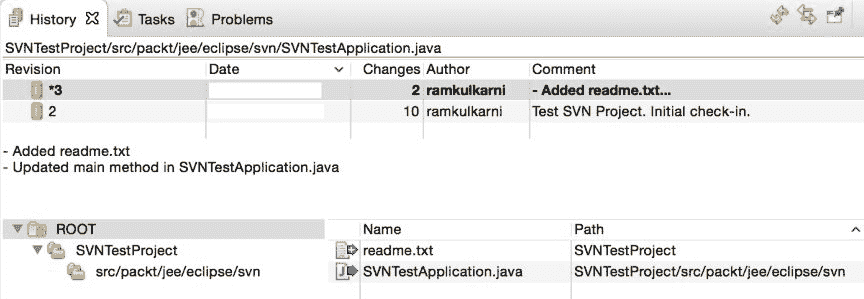 History Tasks Problems
SVNTestProject/src/packt/jee/eclipse/svn/SVNTestApplication.java
Revision Date Changes Author Comment
*3 2 ramkulkarni - Added readme.txt...
2 10 ramkulkarni Test SVN Project. Initial check-in.
- Added readme.txt
- Updated main method in SVNTestApplication.java
ROOT Name Path
SVNTestProject readme.txt SVNTestProject
src/packt/jee/eclipse/svn SVNTestApplication.java SVNTestProject/src/packt/jee/eclipse/svn